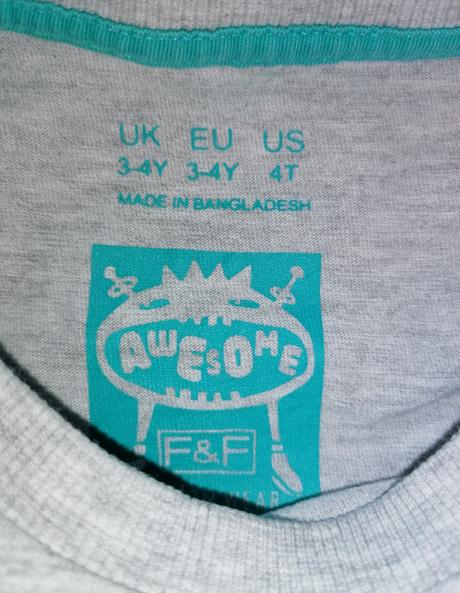 UK EU US
3-4Y 3-4Y 4T
MADE IN BANGLADESH
AWESOME
F&F